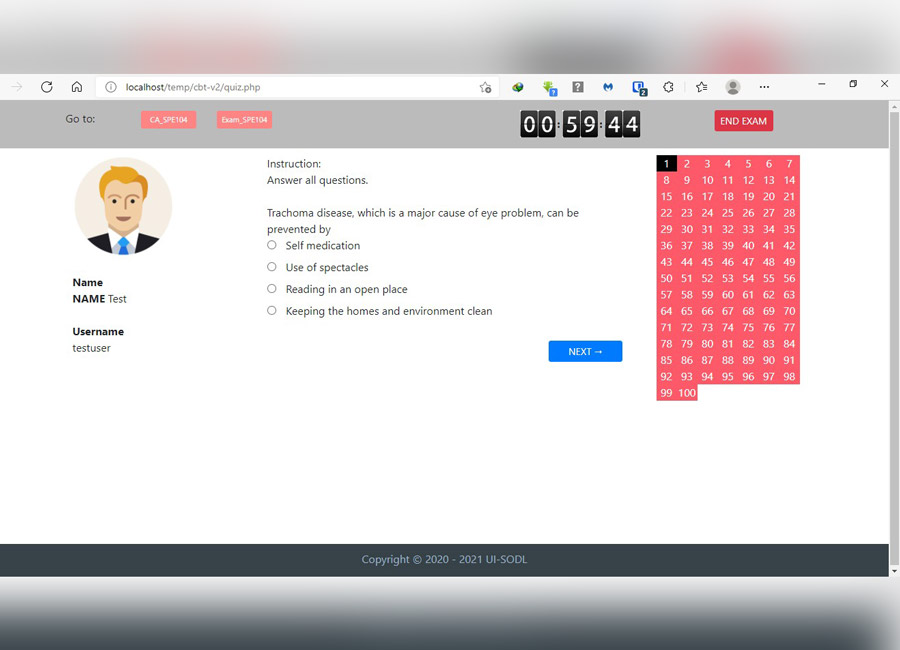 localhost/temp/cbt-v2/quiz.php
Go to:
CA_SPE104
Exam_SPE104
00:59:44
END EXAM
Name
NAME Test
Username
testuser
Instruction:
Answer all questions.
Trachoma disease, which is a major cause of eye problem, can be
prevented by
Self medication
Use of spectacles
Reading in an open place
Keeping the homes and environment clean
NEXT →
1 2 3 4 5 6 7
8 9 10 11 12 13 14
15 16 17 18 19 20 21
22 23 24 25 26 27 28
29 30 31 32 33 34 35
36 37 38 39 40 41 42
43 44 45 46 47 48 49
50 51 52 53 54 55 56
57 58 59 60 61 62 63
64 65 66 67 68 69 70
71 72 73 74 75 76 77
78 79 80 81 82 83 84
85 86 87 88 89 90 91
92 93 94 95 96 97 98
99 100
Copyright © 2020 - 2021 UI-SODL